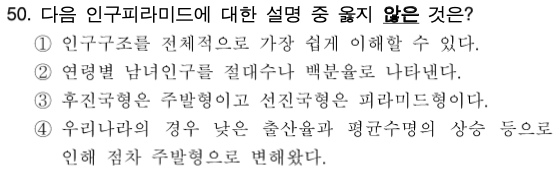 50. 다음 인구피라미드에 대한 설명 중 옳지 않은 것은?
① 인구구조를 전체적으로 가장 쉽게 이해할 수 있다.
② 연령별 남녀인구를 절대수나 백분율로 나타낸다.
③ 후진국형은 주발형이고 선진국형은 피라미드형이다.
④ 우리나라의 경우 낮은 출산율과 평균수명의 상승 등으로
인해 점차 주발형으로 변해왔다.